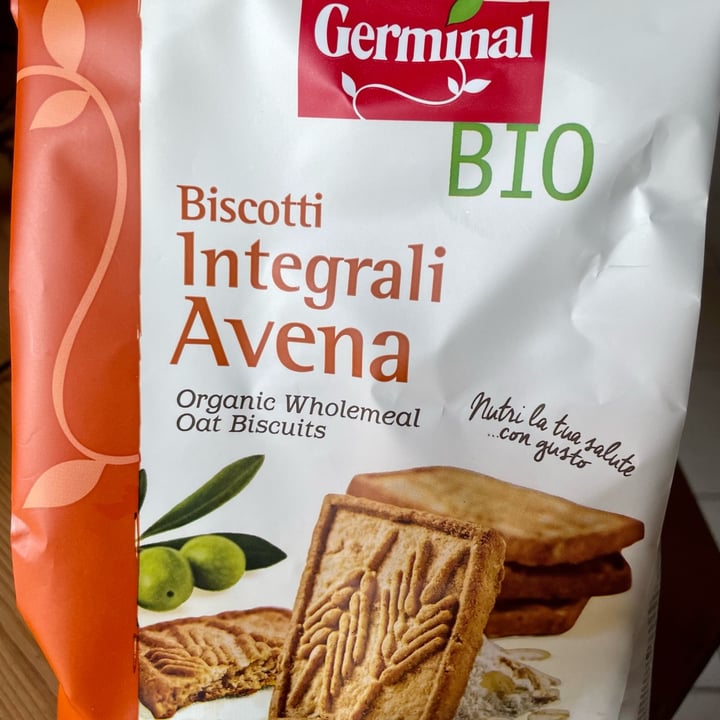 Germinal
BIO
Biscotti
Integrali
Avena
Organic Wholemeal
Oat Biscuits
Nutri la tua salute
...con gusto